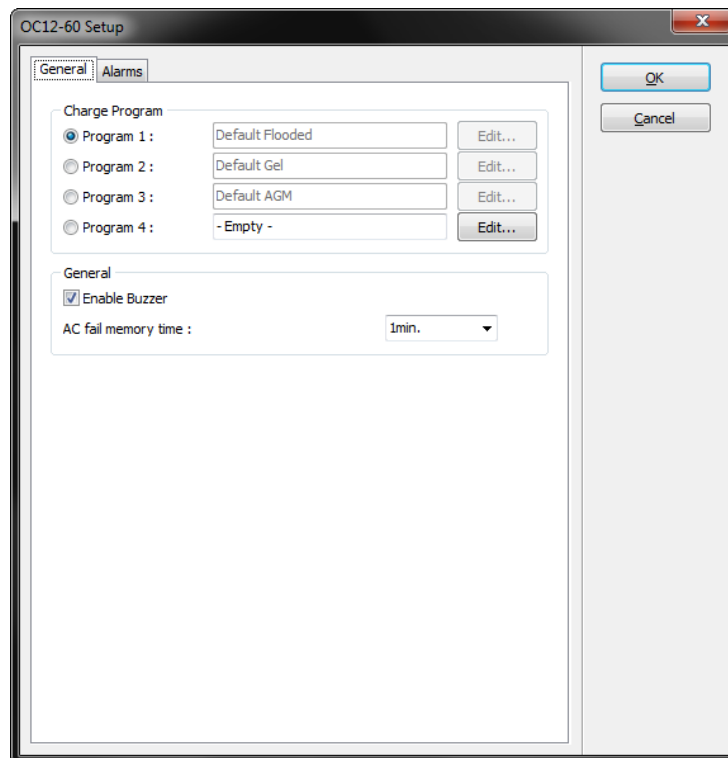 OC12-60 Setup
General Alarms
OK
Cancel
Charge Program
Program 1 : Default Flooded Edit...
Program 2 : Default Gel Edit...
Program 3 : Default AGM Edit...
Program 4 : - Empty - Edit...
General
Enable Buzzer
AC fail memory time : 1min.